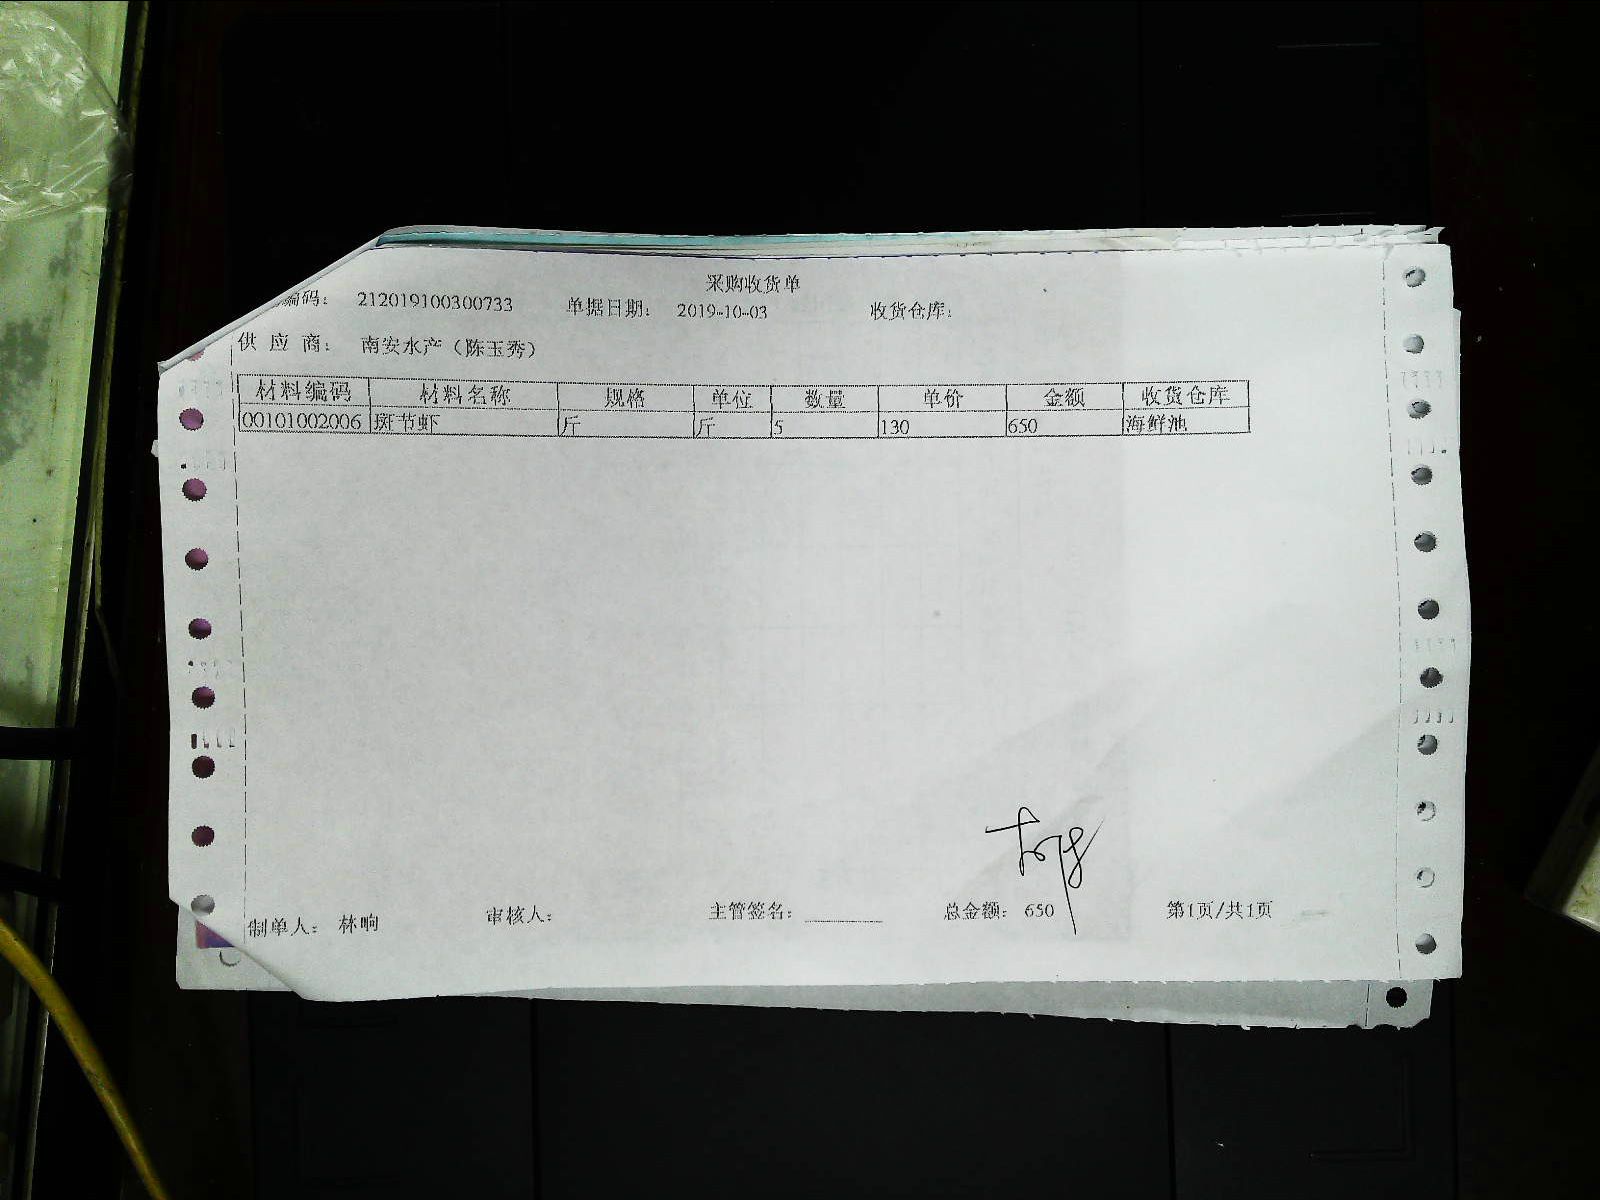 采购收货单
编码： 212019100300733 单据日期： 2019-10-03 收货仓库：
供 应 商： 南安水产（陈玉秀）
材料编码 材料名称 规格 单位 数量 单价 金额 收货仓库
00101002006 斑节虾 斤 斤 5 130 650 海鲜池
制单人： 林响 审核人： 主管签名： 总金额： 650 第1页/共1页